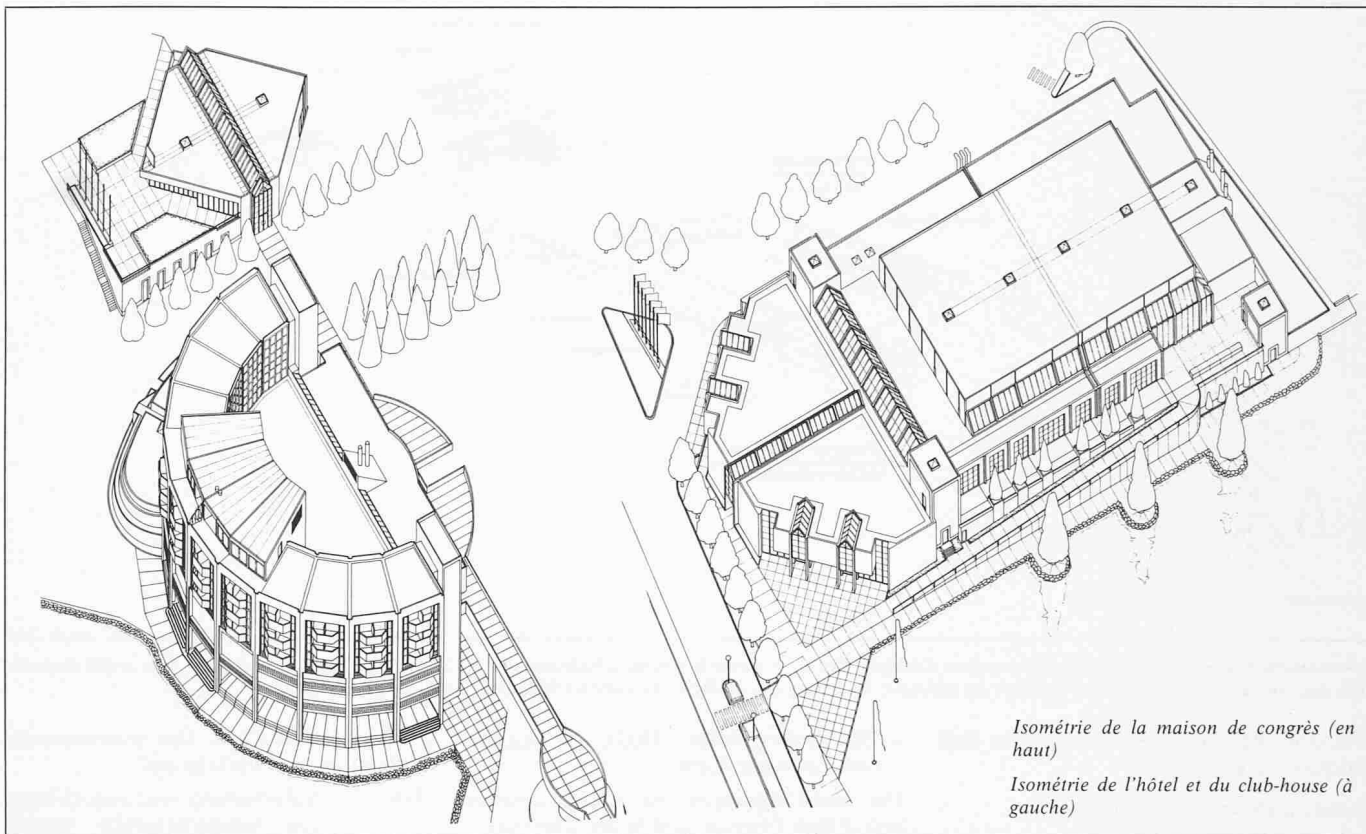 Isométrie de la maison de congrès (en
haut)
Isométrie de l'hôtel et du club-house (à
gauche)